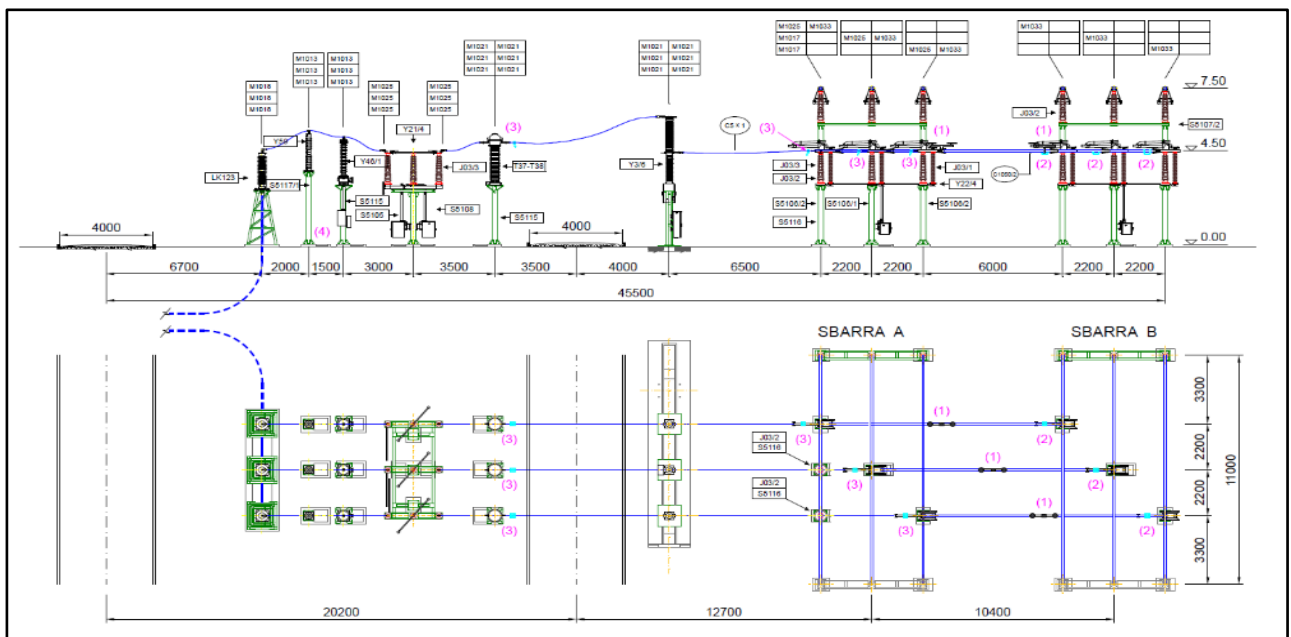 M1025 M1033
M1017
M1017
M1025 M1033
M1025 M1033
M1033
M1033
M1033
M1021 M1021
M1021 M1021
M1021 M1021
M1021 M1021
M1021 M1021
M1021 M1021
M1013 M1013
M1013 M1013
M1013 M1013
M1016
M1016
M1016
M1025
M1025
M1025
M1025
M1025
M1025
7.50
J03/2
S5107/2
Y21/4
(3)
C5 x 1
(3)
(1)
(1)
4.50
Y46/1
J03/3
T37-T38
Y3/6
(3)
(3)
(2)
(2)
(2)
LK123
S5117/1
J03/3
J03/1
J03/2
Y22/4
S5115
S5108
S5106/2
S5106/1
S5106/2
S5115
S5116
4000
(4)
4000
0.00
6700
2000
1500
3000
3500
3500
4000
6500
2200
2200
6000
2200
2200
45500
SBARRA A
SBARRA B
3300
(1)
(3)
(3)
(2)
2200
J03/2
S5116
(1)
11000
(3)
(3)
(2)
2200
J03/2
S5116
(1)
(3)
(3)
(2)
3300
20200
12700
10400